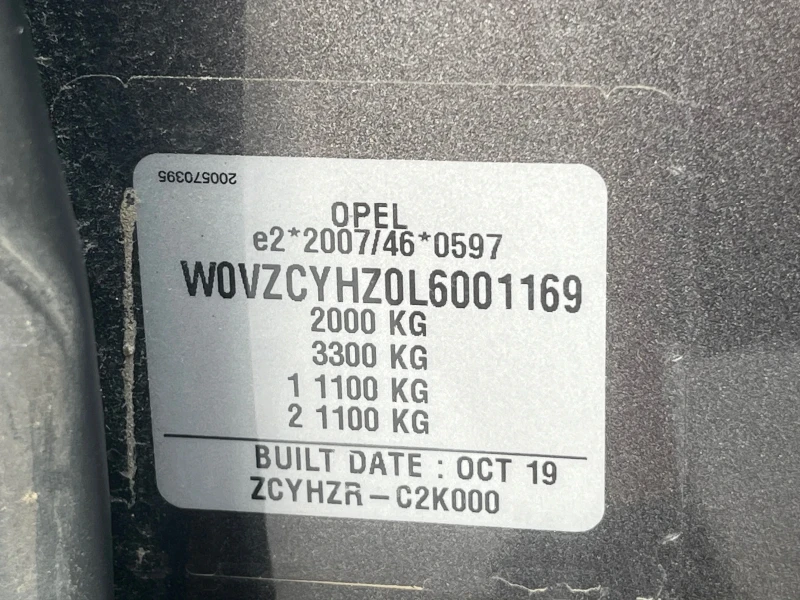 200570395
OPEL
e2*2007/46*0597
W0VZCYHZ0L6001169
2000 KG
3300 KG
1 1100 KG
2 1100 KG
BUILT DATE : OCT 19
ZCYHZR-C2K000